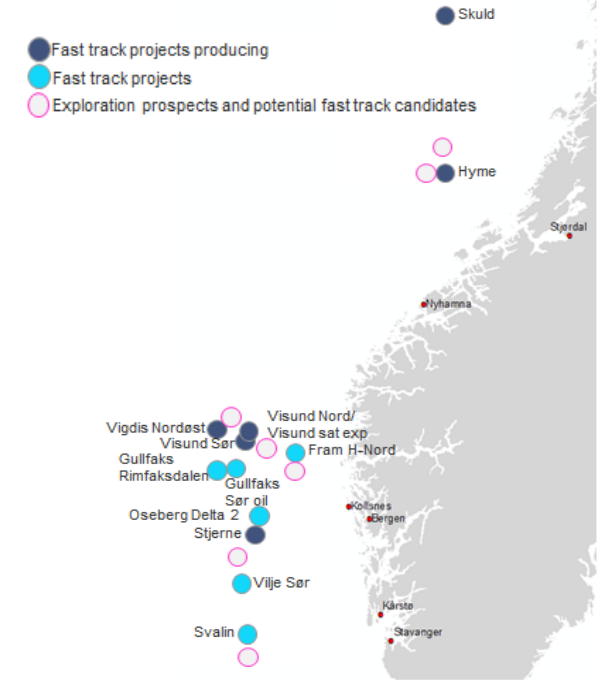 Skuld
Fast track projects producing
Fast track projects
Exploration prospects and potential fast track candidates
Hyme
Stjørdal
Nyhamna
Visund Nord/
Vigdis Nordøst
Visund sat exp
Visund Sør
Fram H-Nord
Gullfaks
Rimfaksdalen
Gullfaks
Sør oil
Oseberg Delta 2
Kollsnes
Bergen
Stjerne
Vilje Sør
Kårstø
Svalin
Stavanger